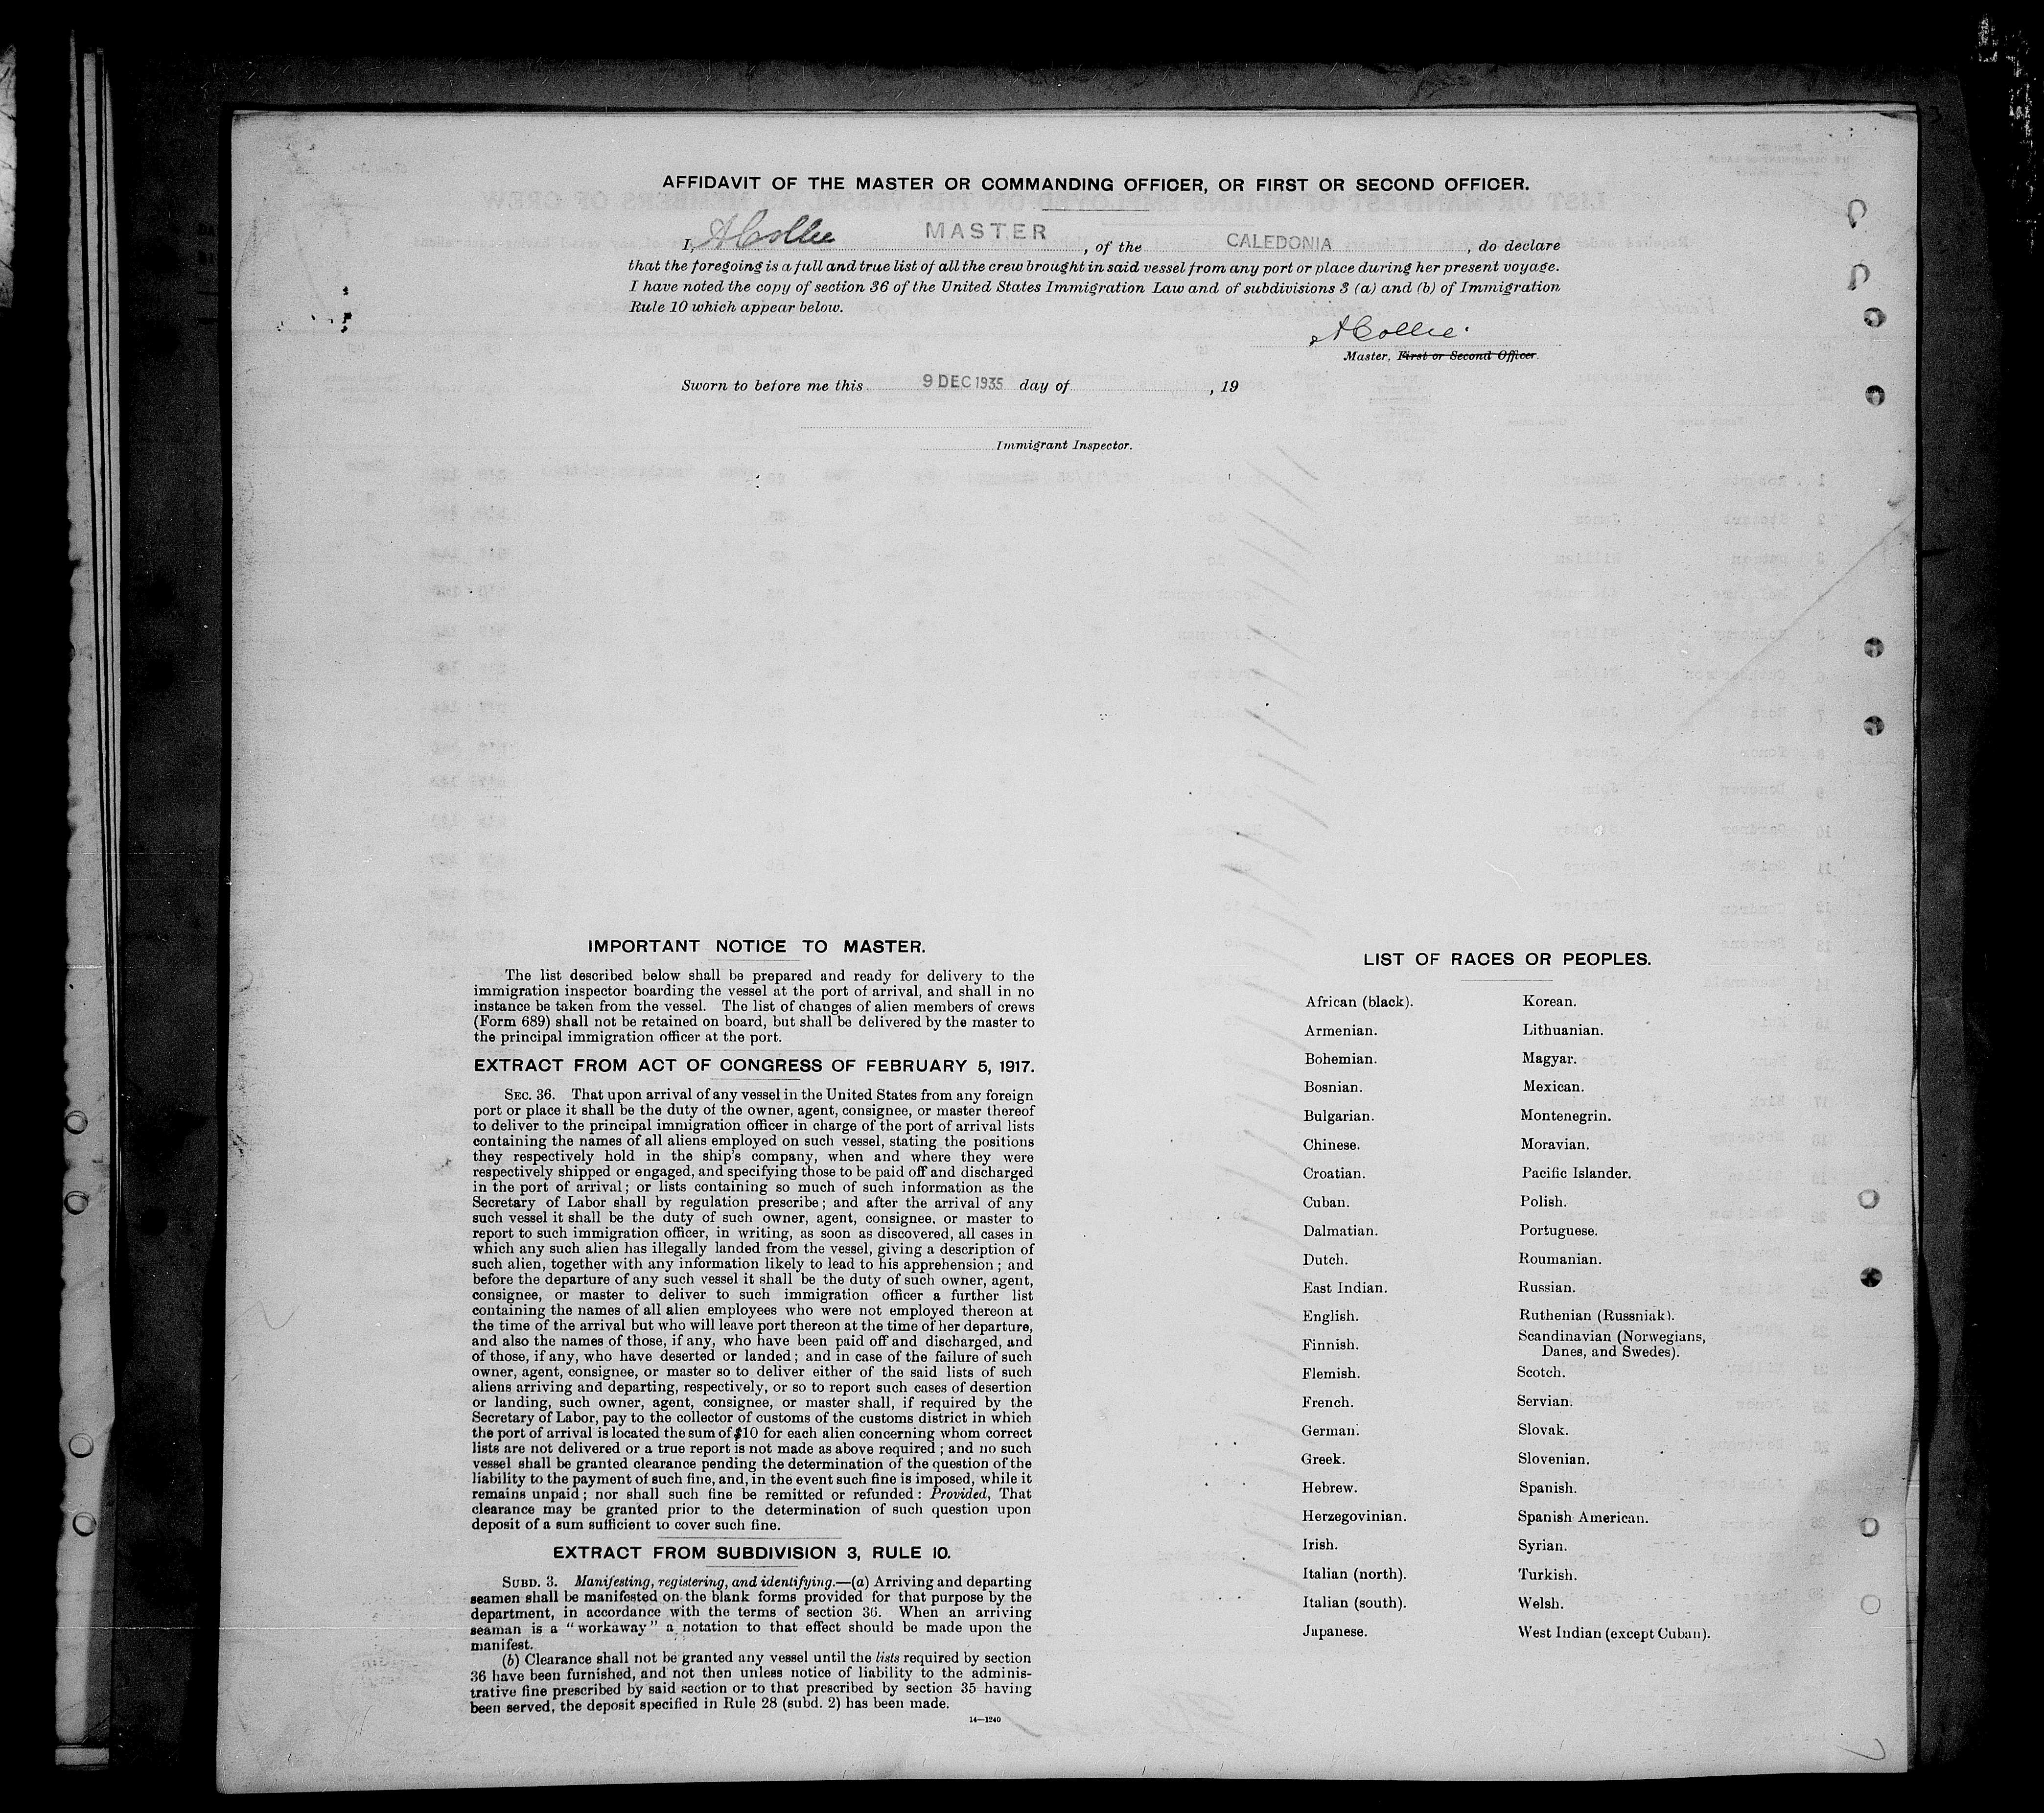 AFFIDAVIT OF THE MASTER OR COMMANDING OFFICER, OR FIRST OR SECOND OFFICER.
I, A Collie MASTER, of the CALEDONIA, do declare
that the foregoing is a full and true list of all the crew brought in said vessel from any port or place during her present voyage.
I have noted the copy of section 36 of the United States Immigration Law and of subdivisions 3 (a) and (b) of Immigration
Rule 10 which appear below.
A Collie
Master, First or Second Officer.
Sworn to before me this 9 DEC 1935 day of , 19
Immigrant Inspector.
IMPORTANT NOTICE TO MASTER.
The list described below shall be prepared and ready for delivery to the
immigration inspector boarding the vessel at the port of arrival, and shall in no
instance be taken from the vessel. The list of changes of alien members of crews
(Form 689) shall not be retained on board, but shall be delivered by the master to
the principal immigration officer at the port.
EXTRACT FROM ACT OF CONGRESS OF FEBRUARY 5, 1917.
SEC. 36. That upon arrival of any vessel in the United States from any foreign
port or place it shall be the duty of the owner, agent, consignee, or master thereof
to deliver to the principal immigration officer in charge of the port of arrival lists
containing the names of all aliens employed on such vessel, stating the positions
they respectively hold in the ship's company, when and where they were
respectively shipped or engaged, and specifying those to be paid off and discharged
in the port of arrival; or lists containing so much of such information as the
Secretary of Labor shall by regulation prescribe; and after the arrival of any
such vessel it shall be the duty of such owner, agent, consignee, or master to
report to such immigration officer, in writing, as soon as discovered, all cases in
which any such alien has illegally landed from the vessel, giving a description of
such alien, together with any information likely to lead to his apprehension; and
before the departure of any such vessel it shall be the duty of such owner, agent,
consignee, or master to deliver to such immigration officer a further list
containing the names of all alien employees who were not employed thereon at
the time of the arrival but who will leave port thereon at the time of her departure,
and also the names of those, if any, who have been paid off and discharged, and
of those, if any, who have deserted or landed; and in case of the failure of such
owner, agent, consignee, or master so to deliver either of the said lists of such
aliens arriving and departing, respectively, or so to report such cases of desertion
or landing, such owner, agent, consignee, or master shall, if required by the
Secretary of Labor, pay to the collector of customs of the customs district in which
the port of arrival is located the sum of $10 for each alien concerning whom correct
lists are not delivered or a true report is not made as above required; and no such
vessel shall be granted clearance pending the determination of the question of the
liability to the payment of such fine, and, in the event such fine is imposed, while it
remains unpaid; nor shall such fine be remitted or refunded: Provided, That
clearance may be granted prior to the determination of such question upon
deposit of a sum sufficient to cover such fine.
EXTRACT FROM SUBDIVISION 3, RULE 10.
SUBD. 3. Manifesting, registering, and identifying.—(a) Arriving and departing
seamen shall be manifested on the blank forms provided for that purpose by the
department, in accordance with the terms of section 36. When an arriving
seaman is a "workaway" a notation to that effect should be made upon the
manifest.
(b) Clearance shall not be granted any vessel until the lists required by section
36 have been furnished, and not then unless notice of liability to the adminis-
trative fine prescribed by said section or to that prescribed by section 35 having
been served, the deposit specified in Rule 28 (subd. 2) has been made.
14—1240
LIST OF RACES OR PEOPLES.
African (black).
Armenian.
Bohemian.
Bosnian.
Bulgarian.
Chinese.
Croatian.
Cuban.
Dalmatian.
Dutch.
East Indian.
English.
Finnish.
Flemish.
French.
German.
Greek.
Hebrew.
Herzegovinian.
Irish.
Italian (north).
Italian (south).
Japanese.
Korean.
Lithuanian.
Magyar.
Mexican.
Montenegrin.
Moravian.
Pacific Islander.
Polish.
Portuguese.
Roumanian.
Russian.
Ruthenian (Russniak).
Scandinavian (Norwegians,
Danes, and Swedes).
Scotch.
Servian.
Slovak.
Slovenian.
Spanish.
Spanish American.
Syrian.
Turkish.
Welsh.
West Indian (except Cuban).